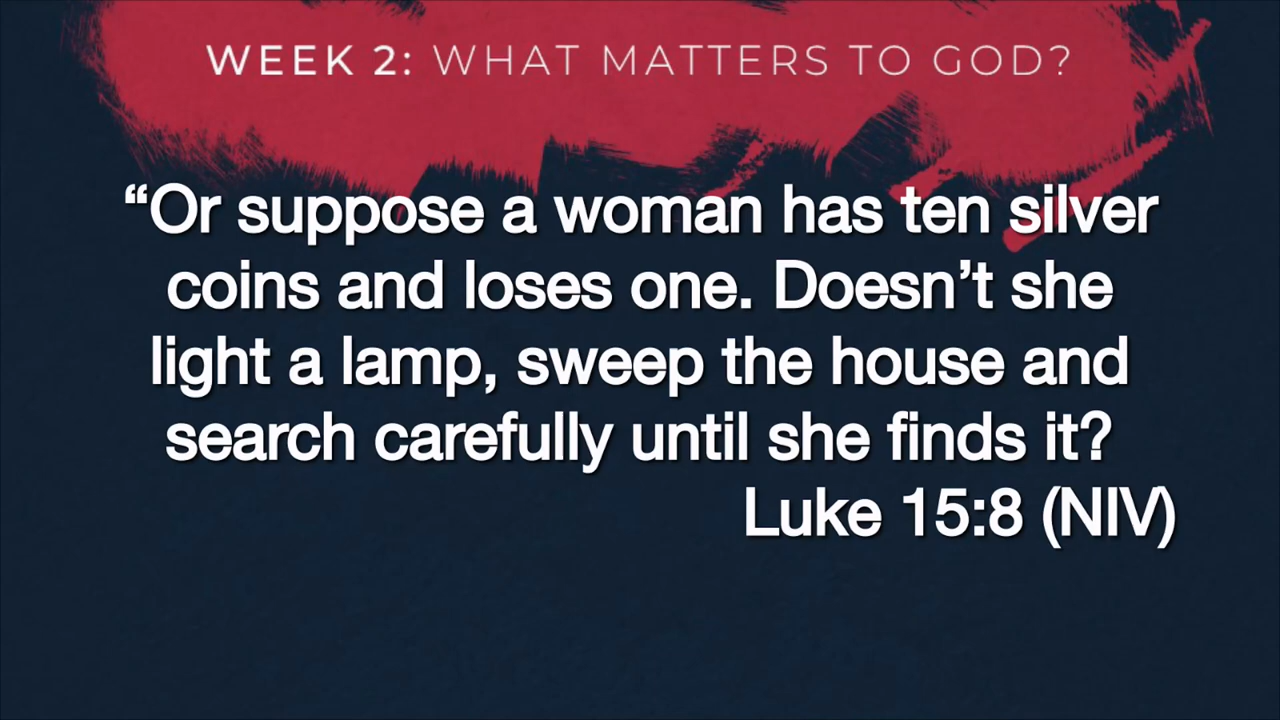 WEEK 2: WHAT MATTERS TO GOD?
“Or suppose a woman has ten silver
coins and loses one. Doesn’t she
light a lamp, sweep the house and
search carefully until she finds it?
Luke 15:8 (NIV)